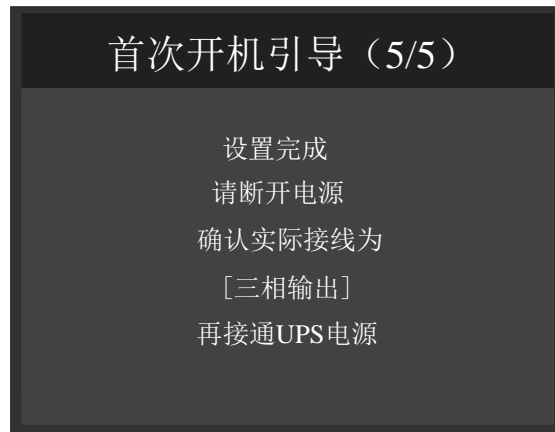 首次开机引导（5/5）
设置完成
请断开电源
确认实际接线为
［三相输出］
再接通UPS电源